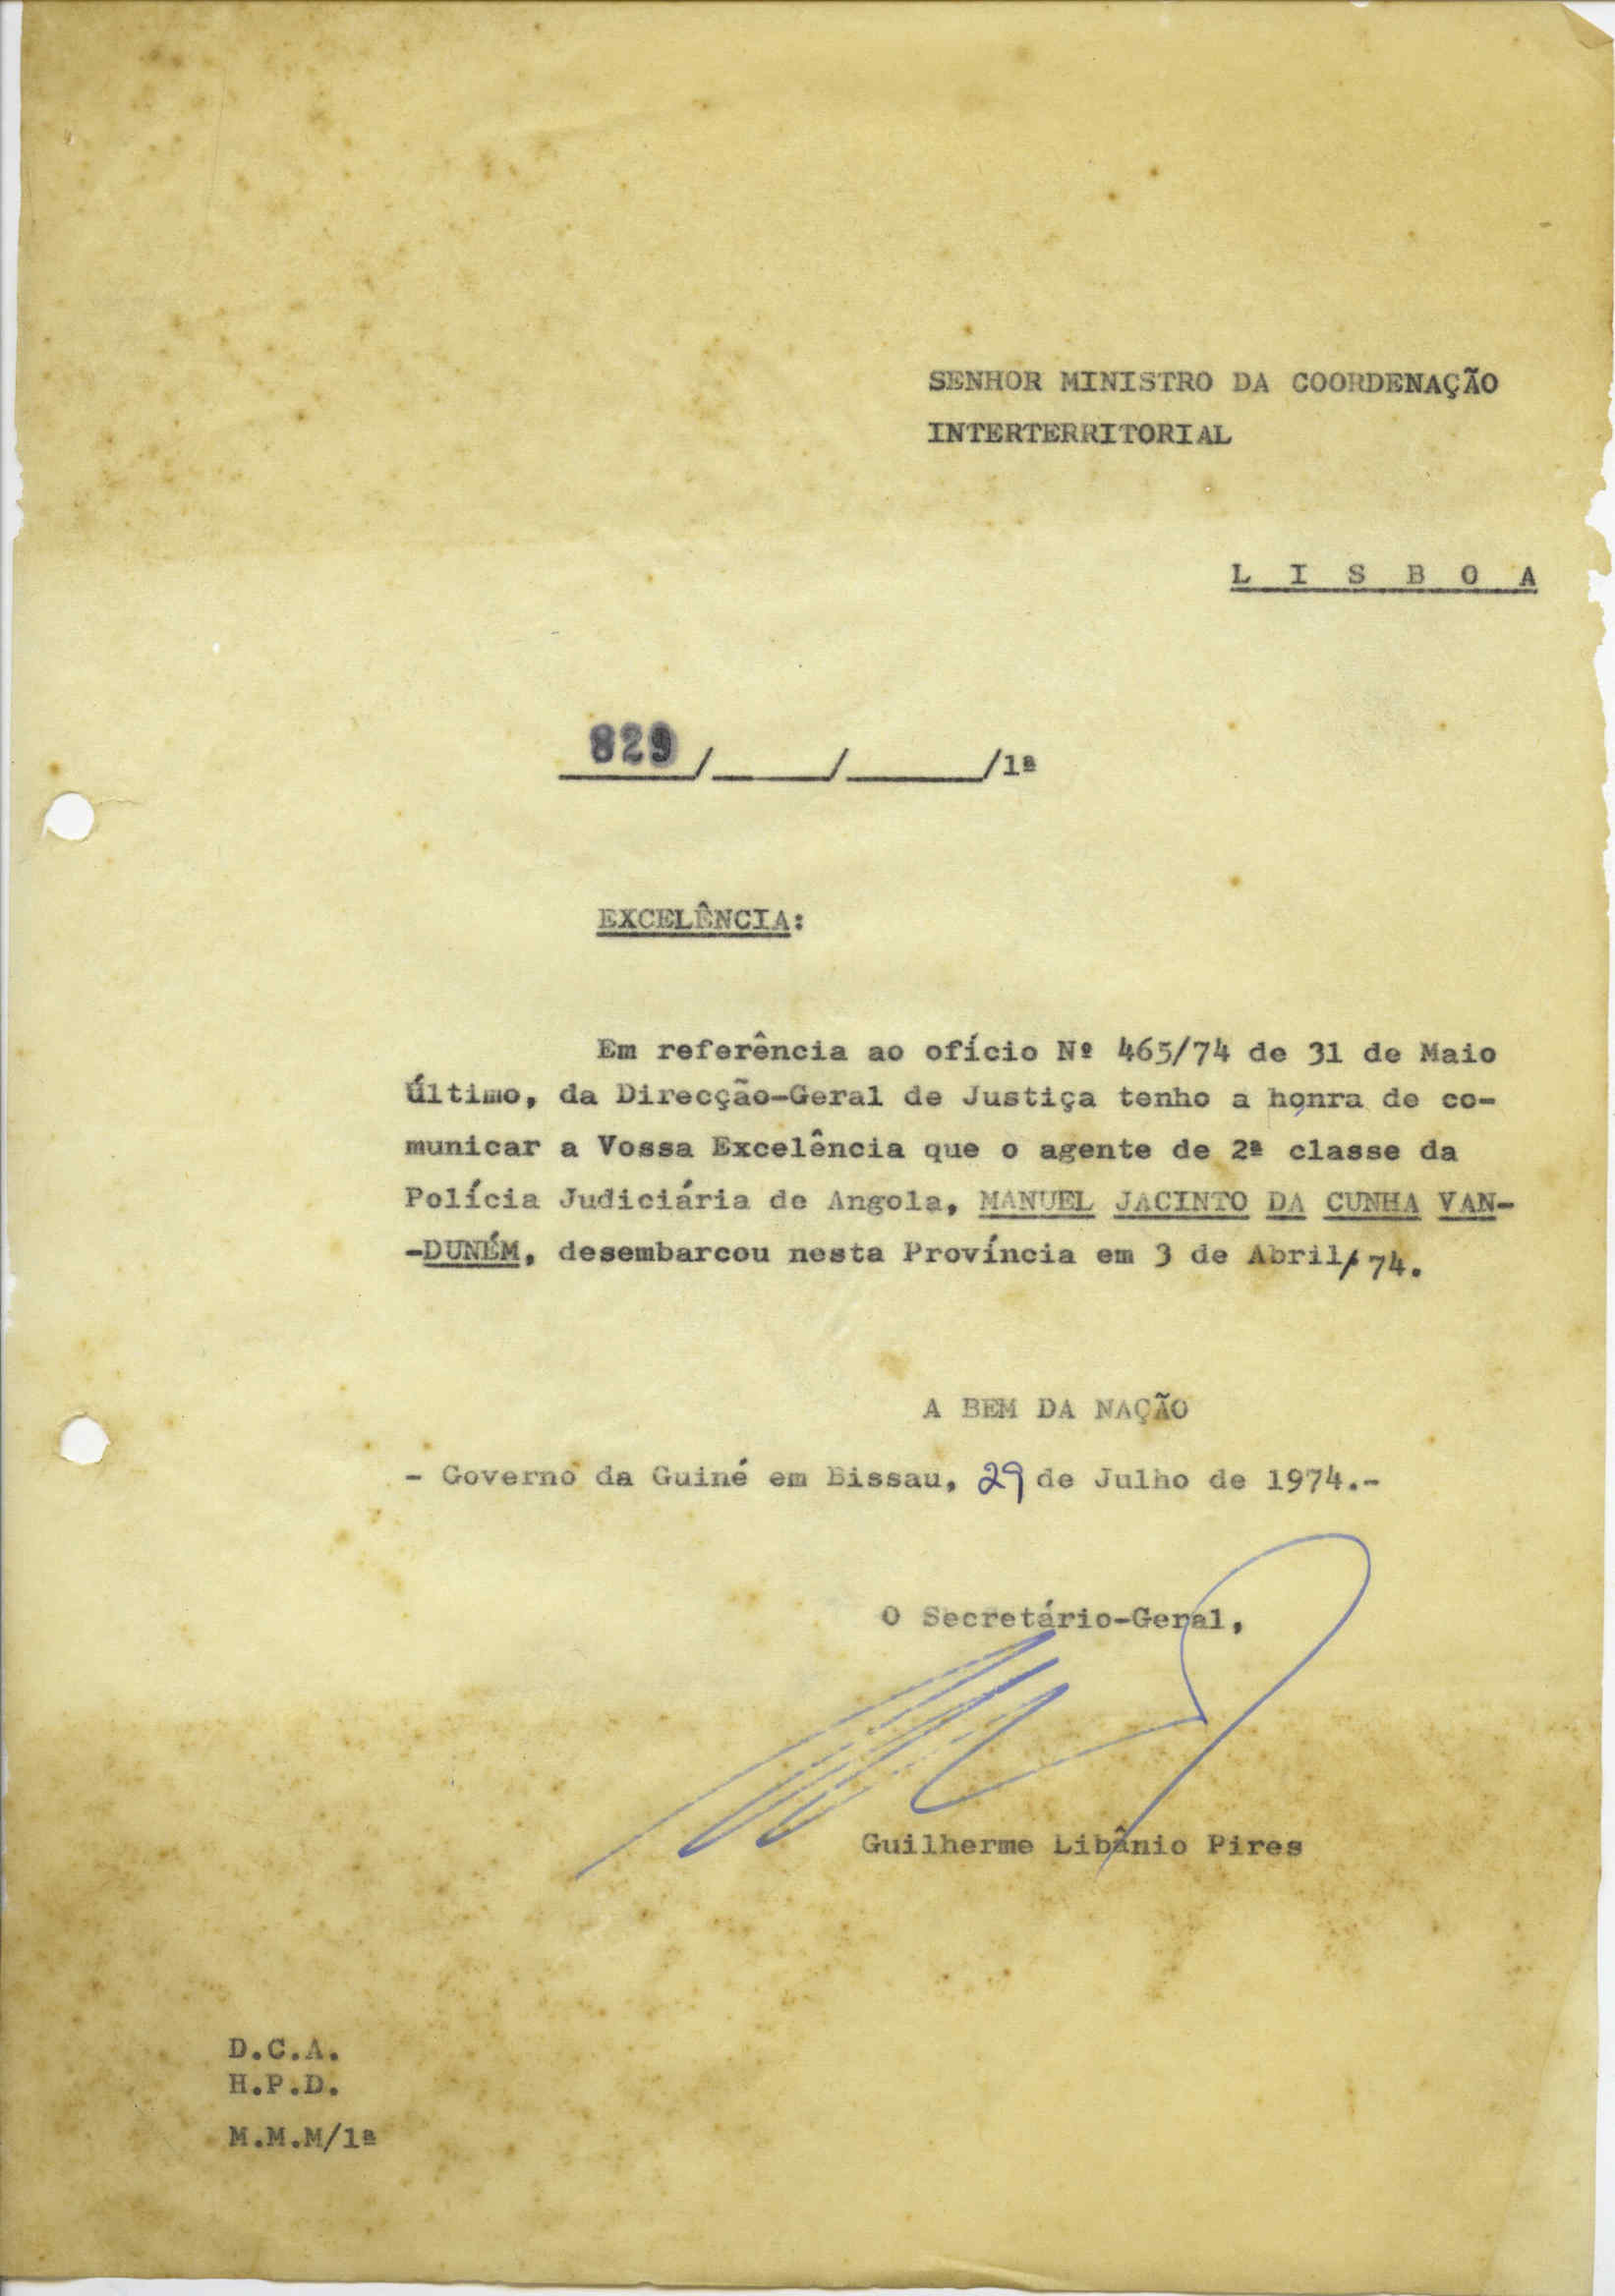 SENHOR MINISTRO DA COORDENAÇÃO
INTERTERRITORIAL
L I S B O A
829/____/____/1ª
EXCELÊNCIA:
Em referência ao ofício Nº 465/74 de 31 de Maio
último, da Direcção-Geral de Justiça tenho a honra de co-
municar a Vossa Excelência que o agente de 2ª classe da
Polícia Judiciária de Angola, MANUEL JACINTO DA CUNHA VAN-
-DUNÉM, desembarcou nesta Província em 3 de Abril/74.
A BEM DA NAÇÃO
- Governo da Guiné em Bissau, 29 de Julho de 1974.-
O Secretário-Geral,
Guilherme Libânio Pires
D.C.A.
H.P.D.
M.M.M/1ª